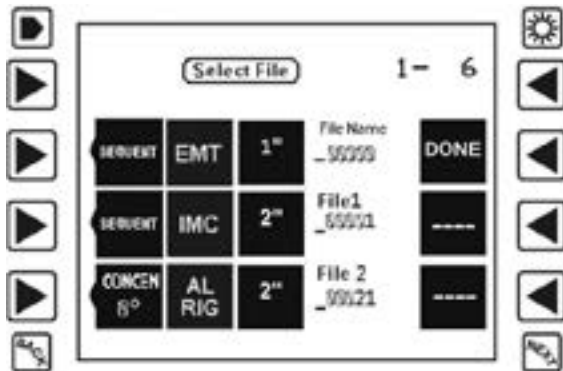 Select File
1- 6
SEQUENT EMT 1" File Name DONE
SEQUENT IMC 2" File1 ----
CONCEN 8° AL RIG 2" File 2 ----
BACK
NEXT